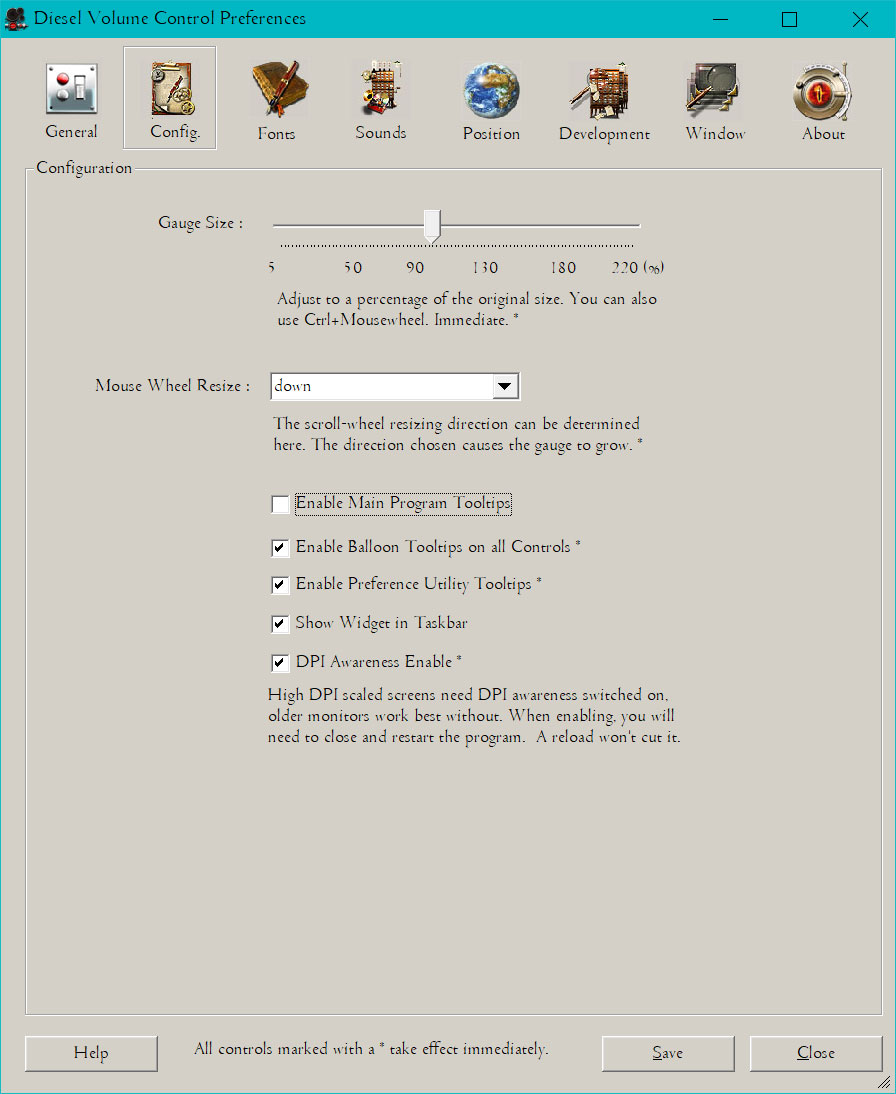 Diesel Volume Control Preferences
General
Config.
Fonts
Sounds
Position
Development
Window
About
Configuration
Gauge Size :
5 50 90 130 180 220 (%)
Adjust to a percentage of the original size. You can also
use Ctrl+Mousewheel. Immediate. *
Mouse Wheel Resize :
down
The scroll-wheel resizing direction can be determined
here. The direction chosen causes the gauge to grow. *
Enable Main Program Tooltips
Enable Balloon Tooltips on all Controls *
Enable Preference Utility Tooltips *
Show Widget in Taskbar
DPI Awareness Enable *
High DPI scaled screens need DPI awareness switched on,
older monitors work best without. When enabling, you will
need to close and restart the program. A reload won't cut it.
Help
All controls marked with a * take effect immediately.
Save
Close